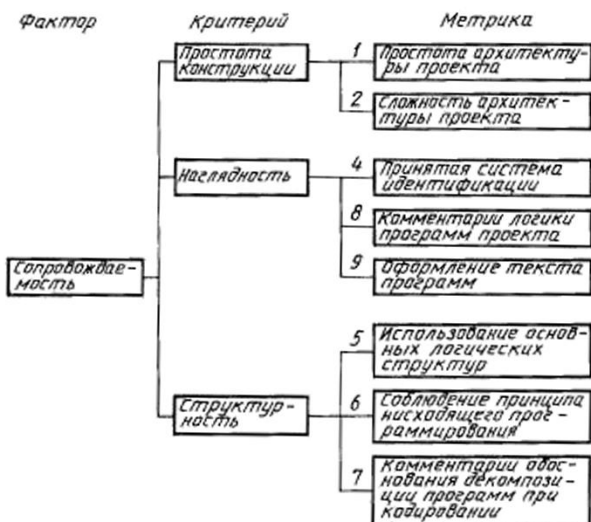 Фактор Критерий Метрика
Простота
конструкции
1
Простота архитекту-
ры проекта
2
Сложность архитек-
туры проекта
Наглядность
4
Принятая система
идентификации
8
Комментарии логики
программ проекта
9
Оформление текста
программ
Сопровождае-
мость
Структур-
ность
5
Использование основ-
ных логических
структур
6
Соблюдение принципа
нисходящего прог-
раммирования
7
Комментарии обос-
нования декомпози-
ции программ при
кодировании